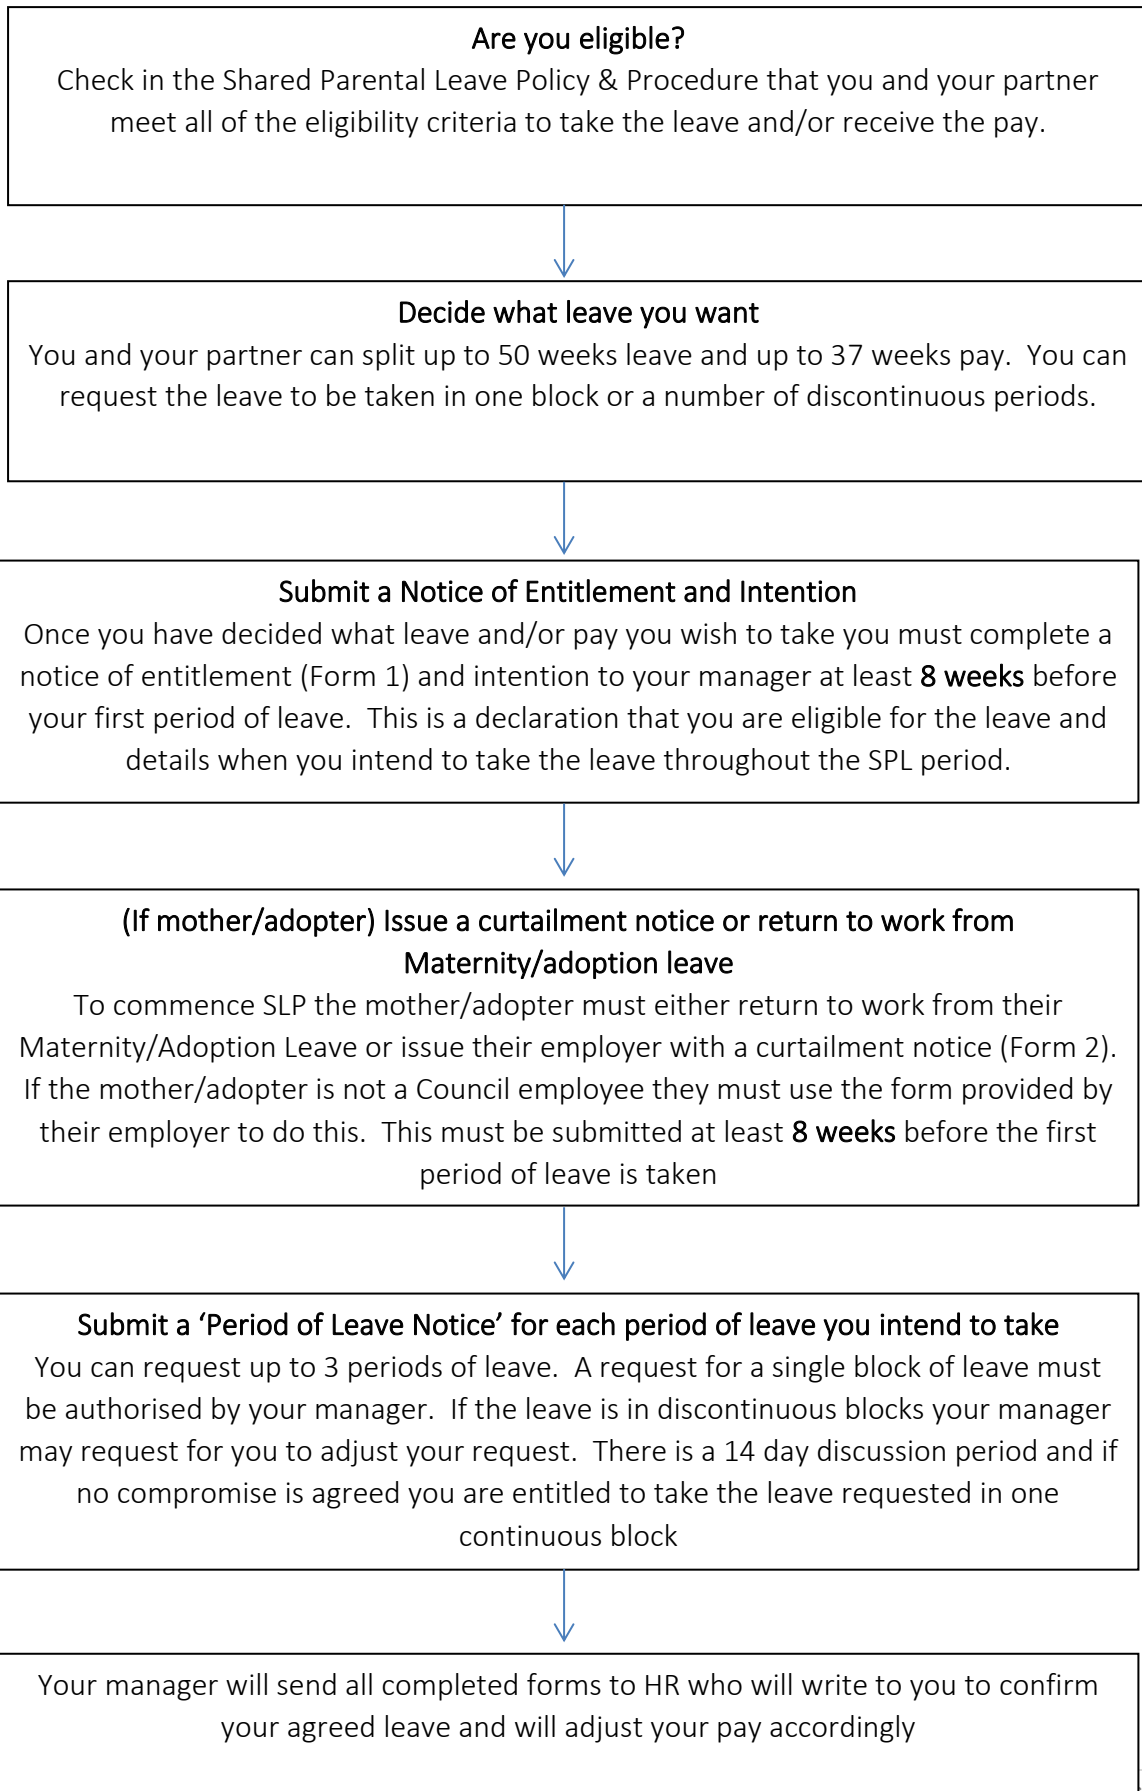 Are you eligible?
Check in the Shared Parental Leave Policy & Procedure that you and your partner
meet all of the eligibility criteria to take the leave and/or receive the pay.
Decide what leave you want
You and your partner can split up to 50 weeks leave and up to 37 weeks pay.  You can
request the leave to be taken in one block or a number of discontinuous periods.
Submit a Notice of Entitlement and Intention
Once you have decided what leave and/or pay you wish to take you must complete a
notice of entitlement (Form 1) and intention to your manager at least 8 weeks before
your first period of leave.  This is a declaration that you are eligible for the leave and
details when you intend to take the leave throughout the SPL period.
(If mother/adopter) Issue a curtailment notice or return to work from
Maternity/adoption leave
To commence SLP the mother/adopter must either return to work from their
Maternity/Adoption Leave or issue their employer with a curtailment notice (Form 2).
If the mother/adopter is not a Council employee they must use the form provided by
their employer to do this.  This must be submitted at least 8 weeks before the first
period of leave is taken
Submit a ‘Period of Leave Notice’ for each period of leave you intend to take
You can request up to 3 periods of leave.  A request for a single block of leave must
be authorised by your manager.  If the leave is in discontinuous blocks your manager
may request for you to adjust your request.  There is a 14 day discussion period and if
no compromise is agreed you are entitled to take the leave requested in one
continuous block
Your manager will send all completed forms to HR who will write to you to confirm
your agreed leave and will adjust your pay accordingly